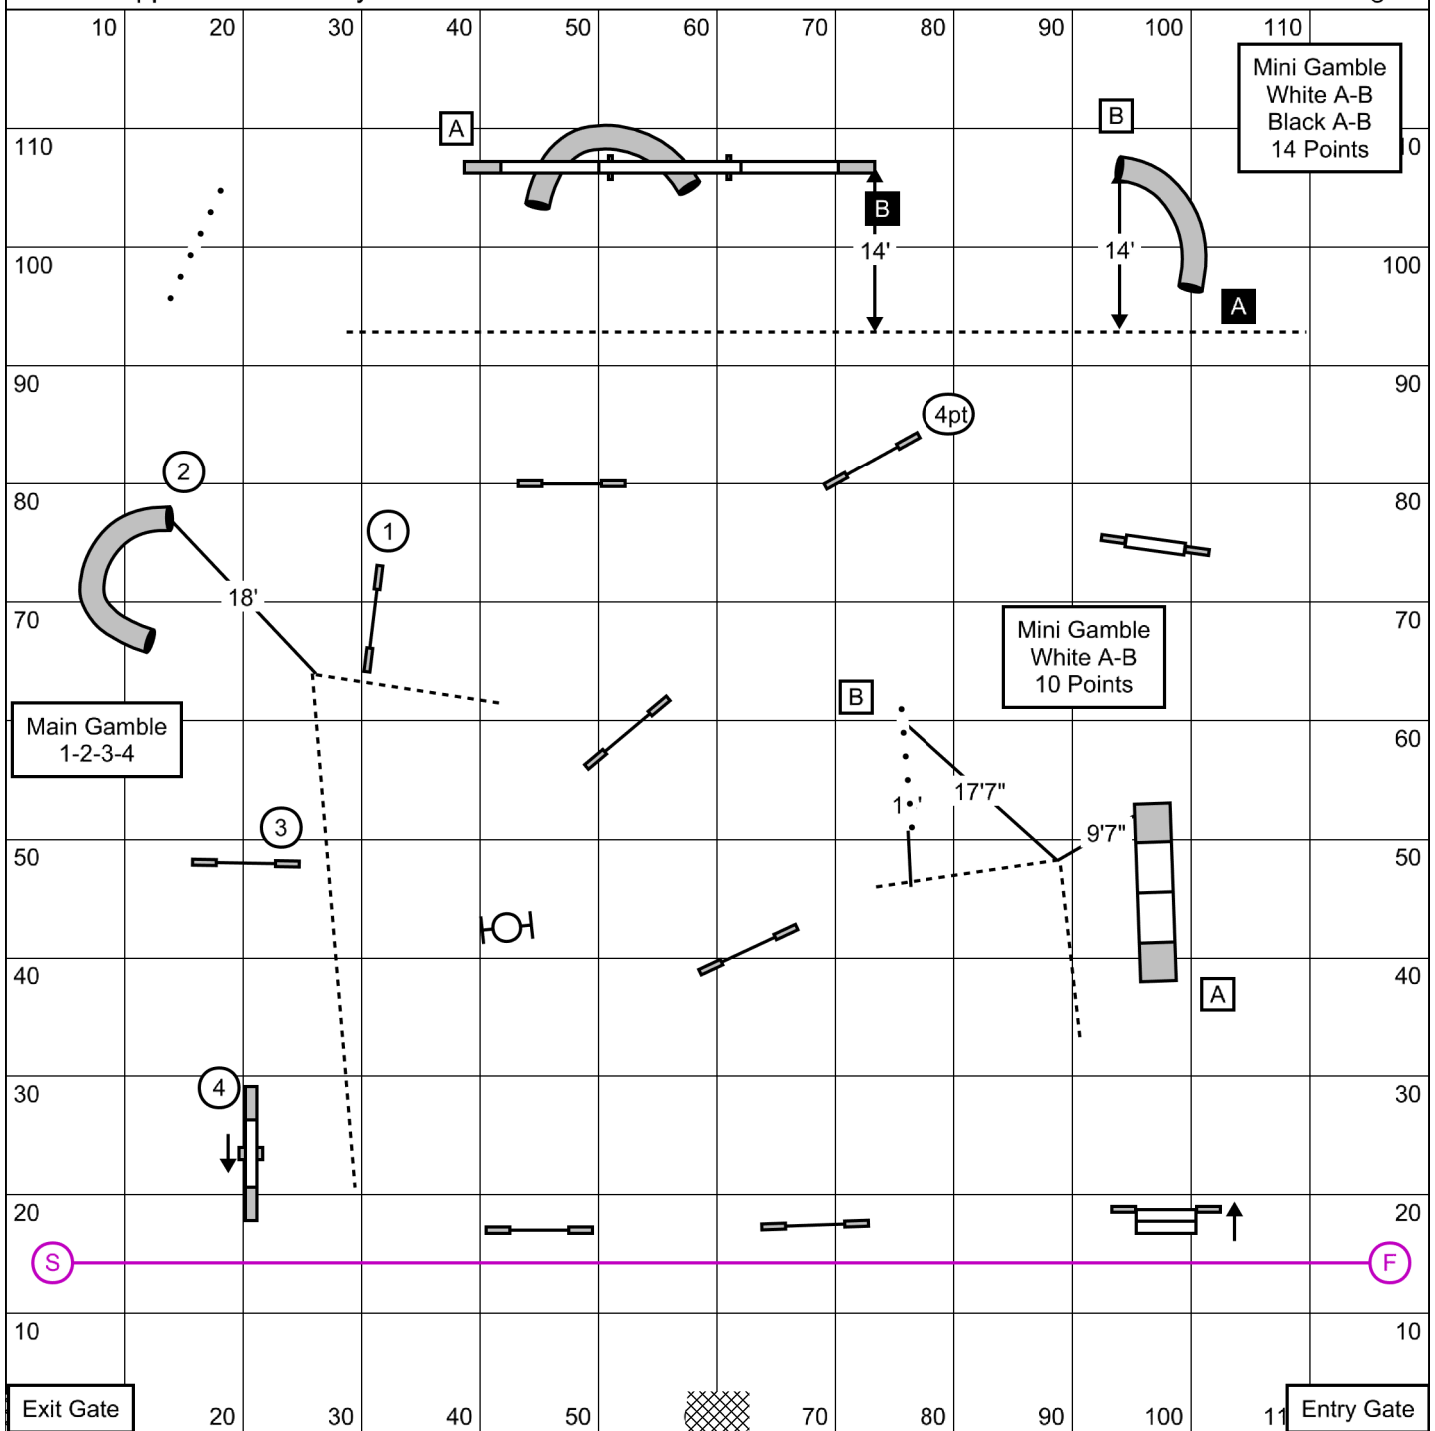 10 20 30 40 50 60 70 80 90 100 110
Mini Gamble
White A-B
Black A-B
14 Points
A
B
110
B
14'
14'
A
100 100
90 90
4pt
2
80 80
1
18'
70 70
Mini Gamble
White A-B
10 Points
B
Main Gamble
1-2-3-4
60 60
17'7"
9'7"
3
50 50
40 40
A
4
30 30
20 20
S F
10 10
Exit Gate
20 30 40 50 70 80 90 100
Entry Gate